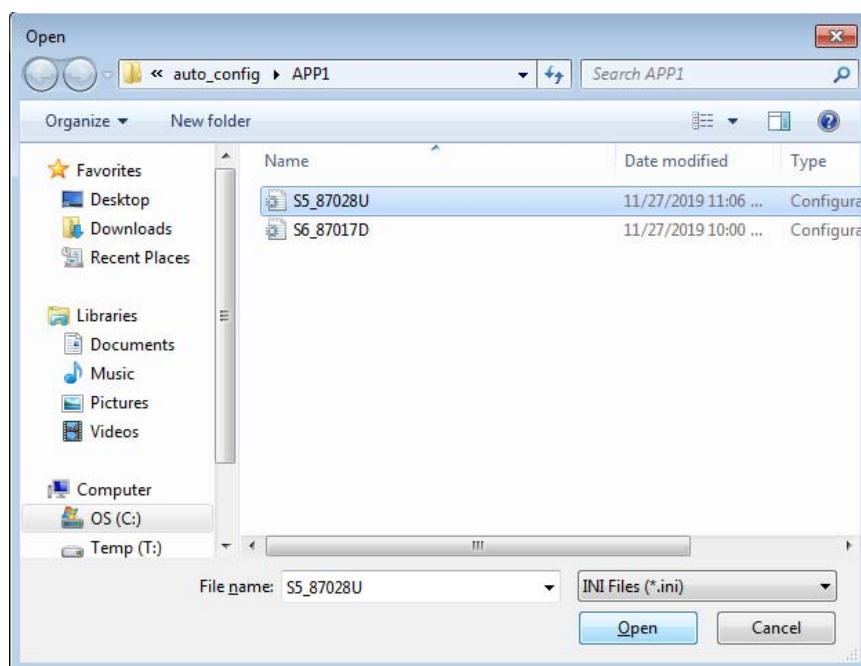 Open
« auto_config ▸ APP1
Search APP1
Organize ▾ New folder
Name Date modified Type
Favorites
Desktop
Downloads
Recent Places
Libraries
Documents
Music
Pictures
Videos
Computer
OS (C:)
Temp (T:)
S5_87028U 11/27/2019 11:06 ... Configura
S6_87017D 11/27/2019 10:00 ... Configura
File name: S5_87028U
INI Files (*.ini)
Open Cancel